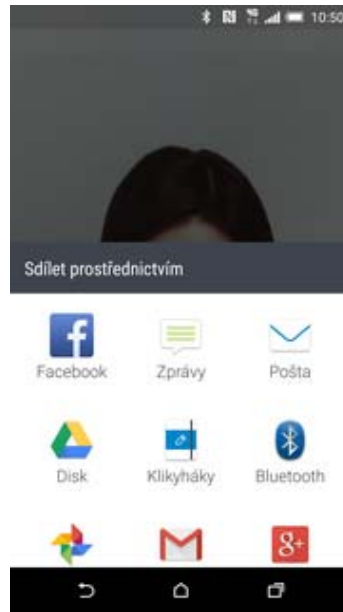 10:50
Sdílet prostřednictvím
Facebook
Zprávy
Pošta
Disk
Klikyháky
Bluetooth